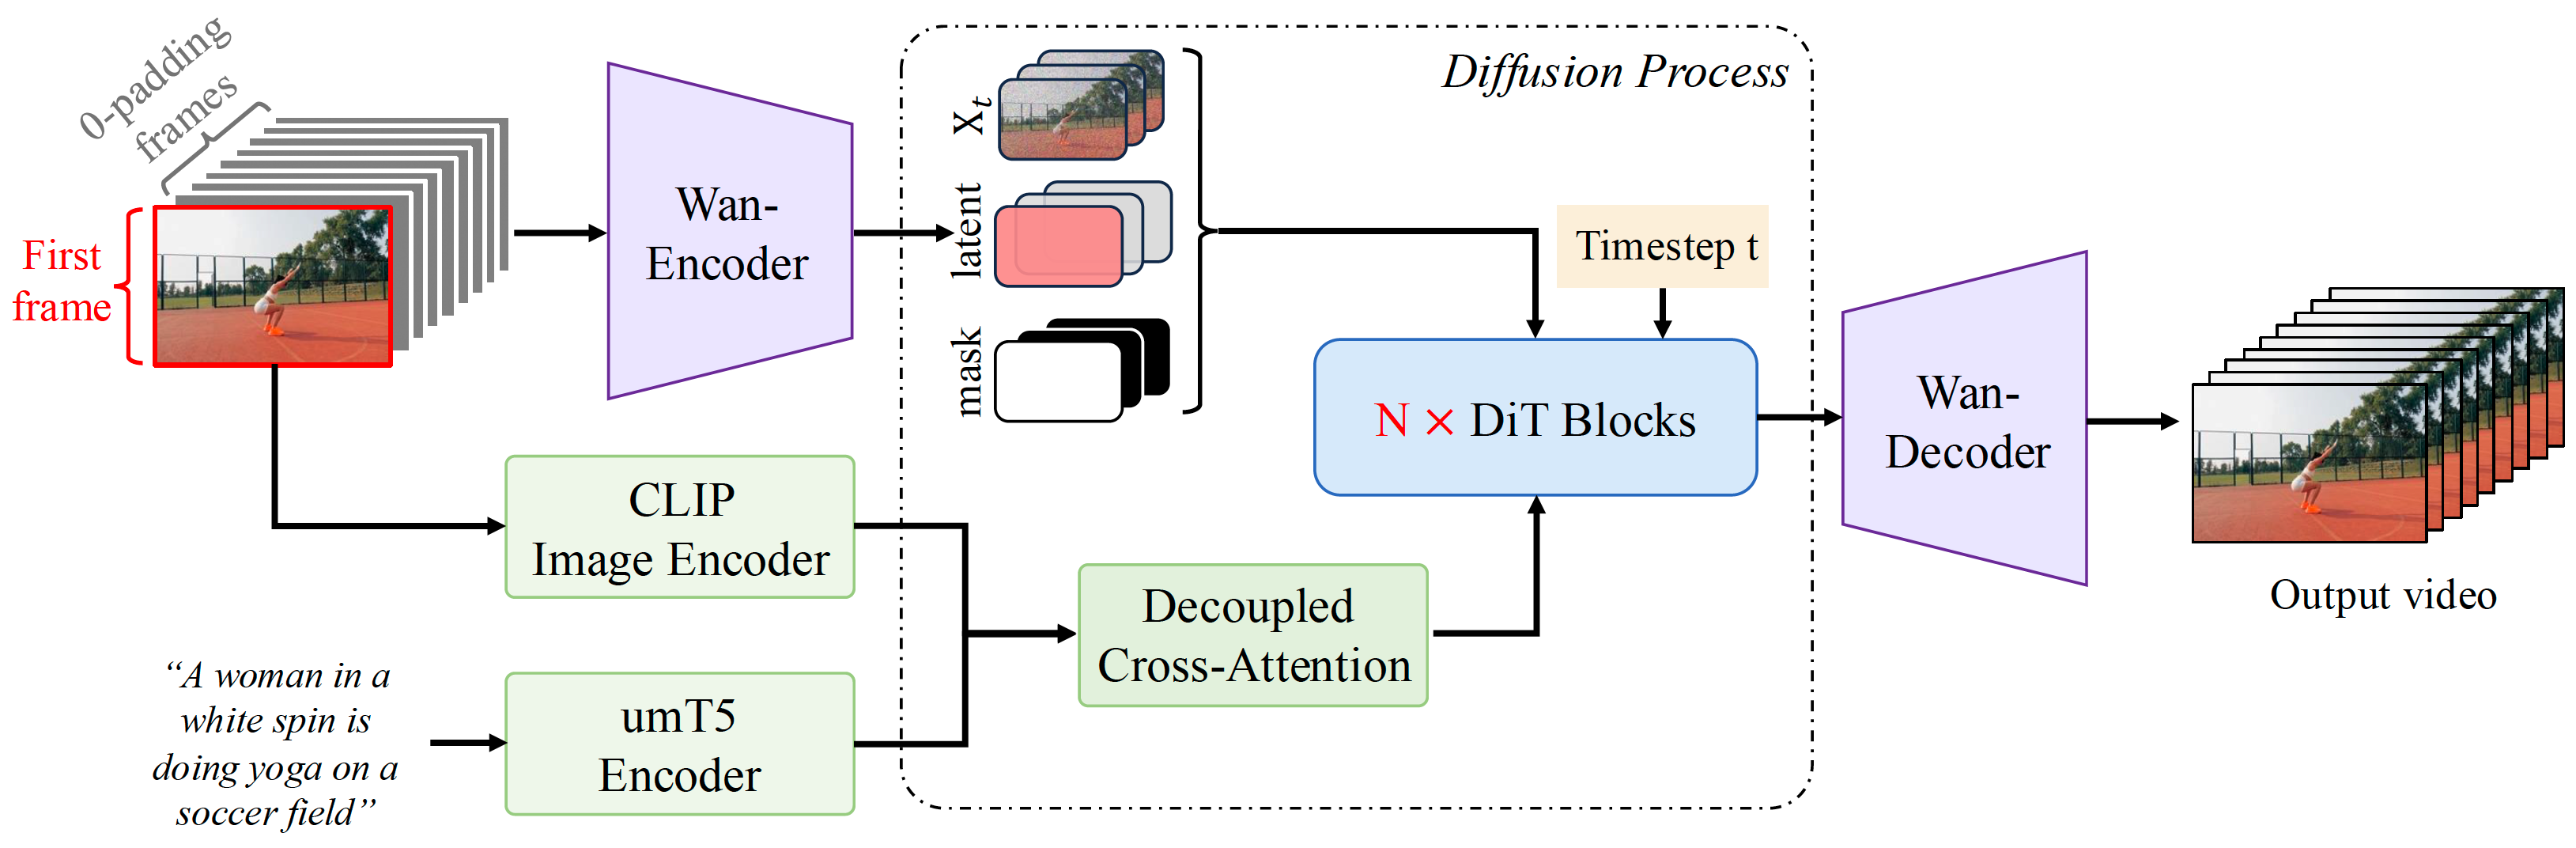 0-padding
frames
First
frame
Wan-
Encoder
X_t
latent
mask
Diffusion Process
Timestep t
N × DiT Blocks
Wan-
Decoder
Output video
CLIP
Image Encoder
"A woman in a
white spin is
doing yoga on a
soccer field"
umT5
Encoder
Decoupled
Cross-Attention